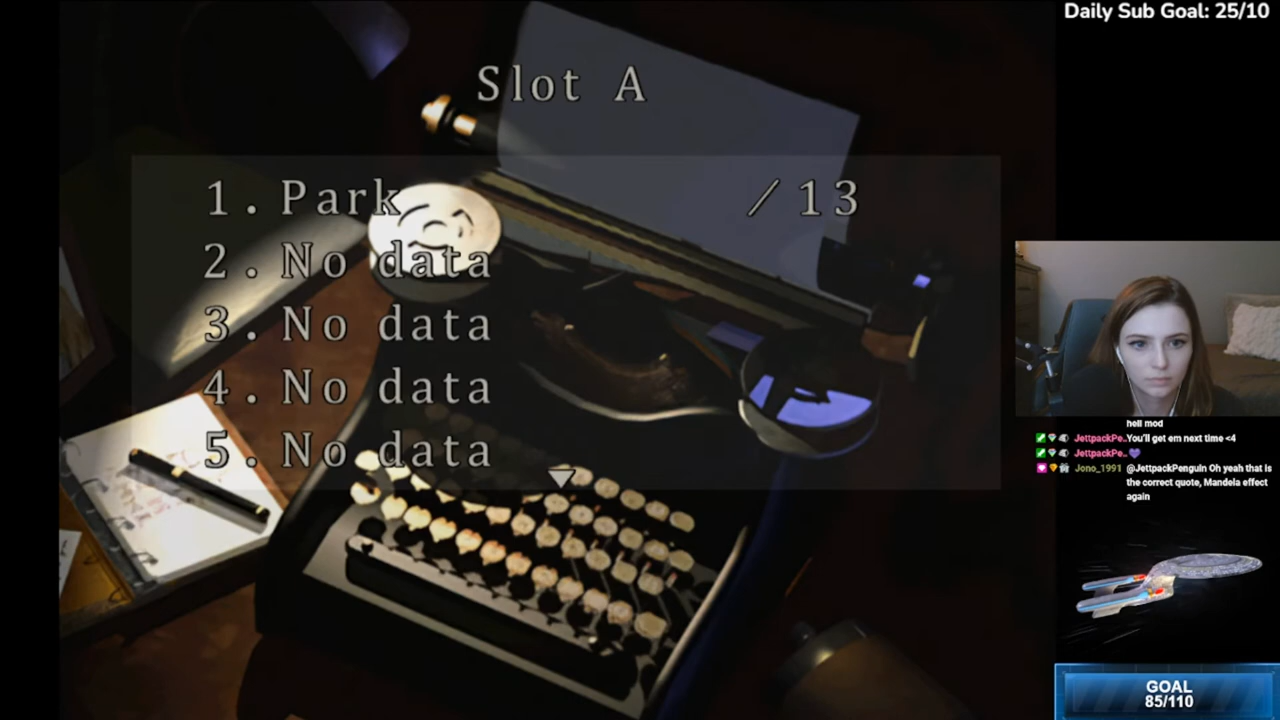 Daily Sub Goal: 25/10
Slot A
1. Park /13
2. No data
3. No data
4. No data
5. No data
hell mod
JettpackPe.. You'll get em next time <4
JettpackPe..
Jono_1991 @JettpackPenguin Oh yeah that is
the correct quote, Mandela effect
again
GOAL
85/110